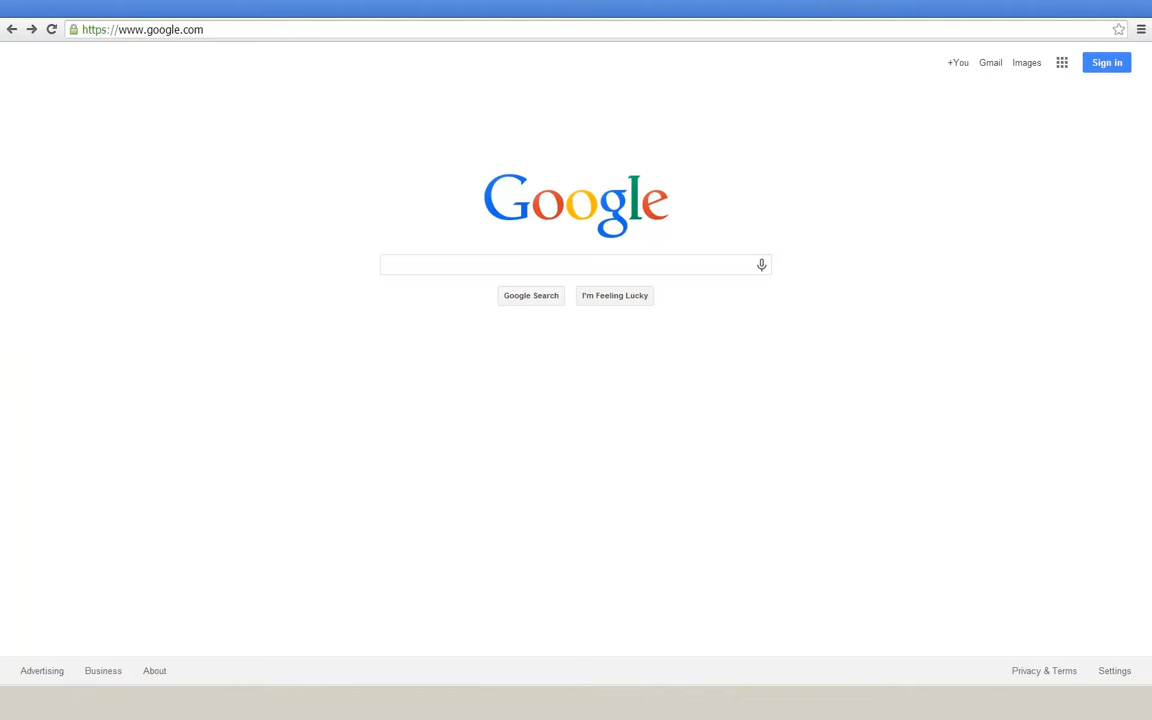 https://www.google.com
+You Gmail Images Sign in
Google
Google Search I'm Feeling Lucky
Advertising Business About Privacy & Terms Settings